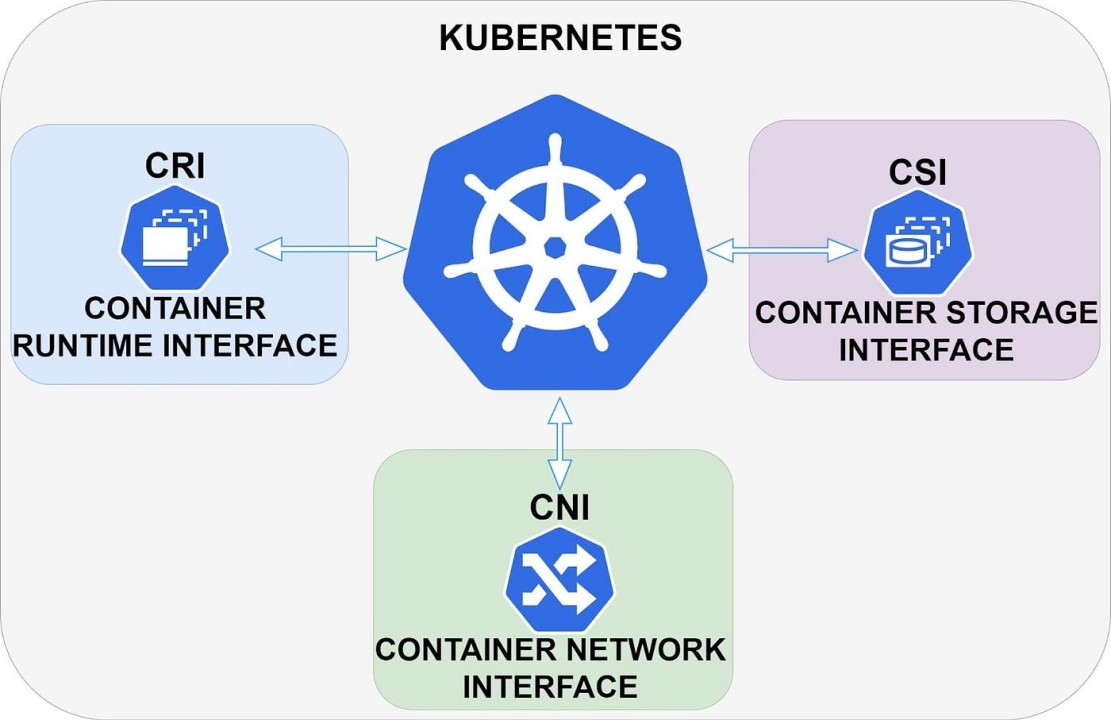 KUBERNETES
CRI
CONTAINER
RUNTIME INTERFACE
CSI
CONTAINER STORAGE
INTERFACE
CNI
CONTAINER NETWORK
INTERFACE